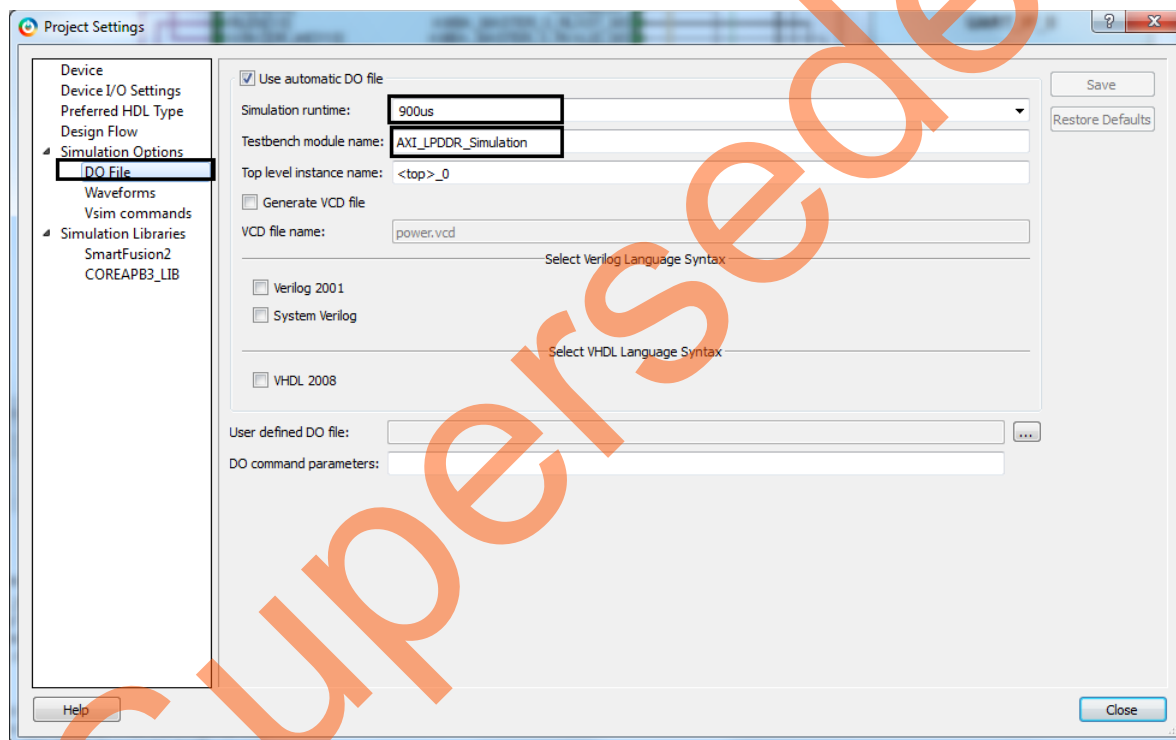 Project Settings
Device
Device I/O Settings
Preferred HDL Type
Design Flow
Simulation Options
DO File
Waveforms
Vsim commands
Simulation Libraries
SmartFusion2
COREAPB3_LIB
Use automatic DO file
Simulation runtime: 900us
Testbench module name: AXI_LPDDR_Simulation
Top level instance name: <top>_0
Generate VCD file
VCD file name: power.vcd
Select Verilog Language Syntax
Verilog 2001
System Verilog
Select VHDL Language Syntax
VHDL 2008
User defined DO file: ...
DO command parameters:
Save
Restore Defaults
Help
Close
Superseded